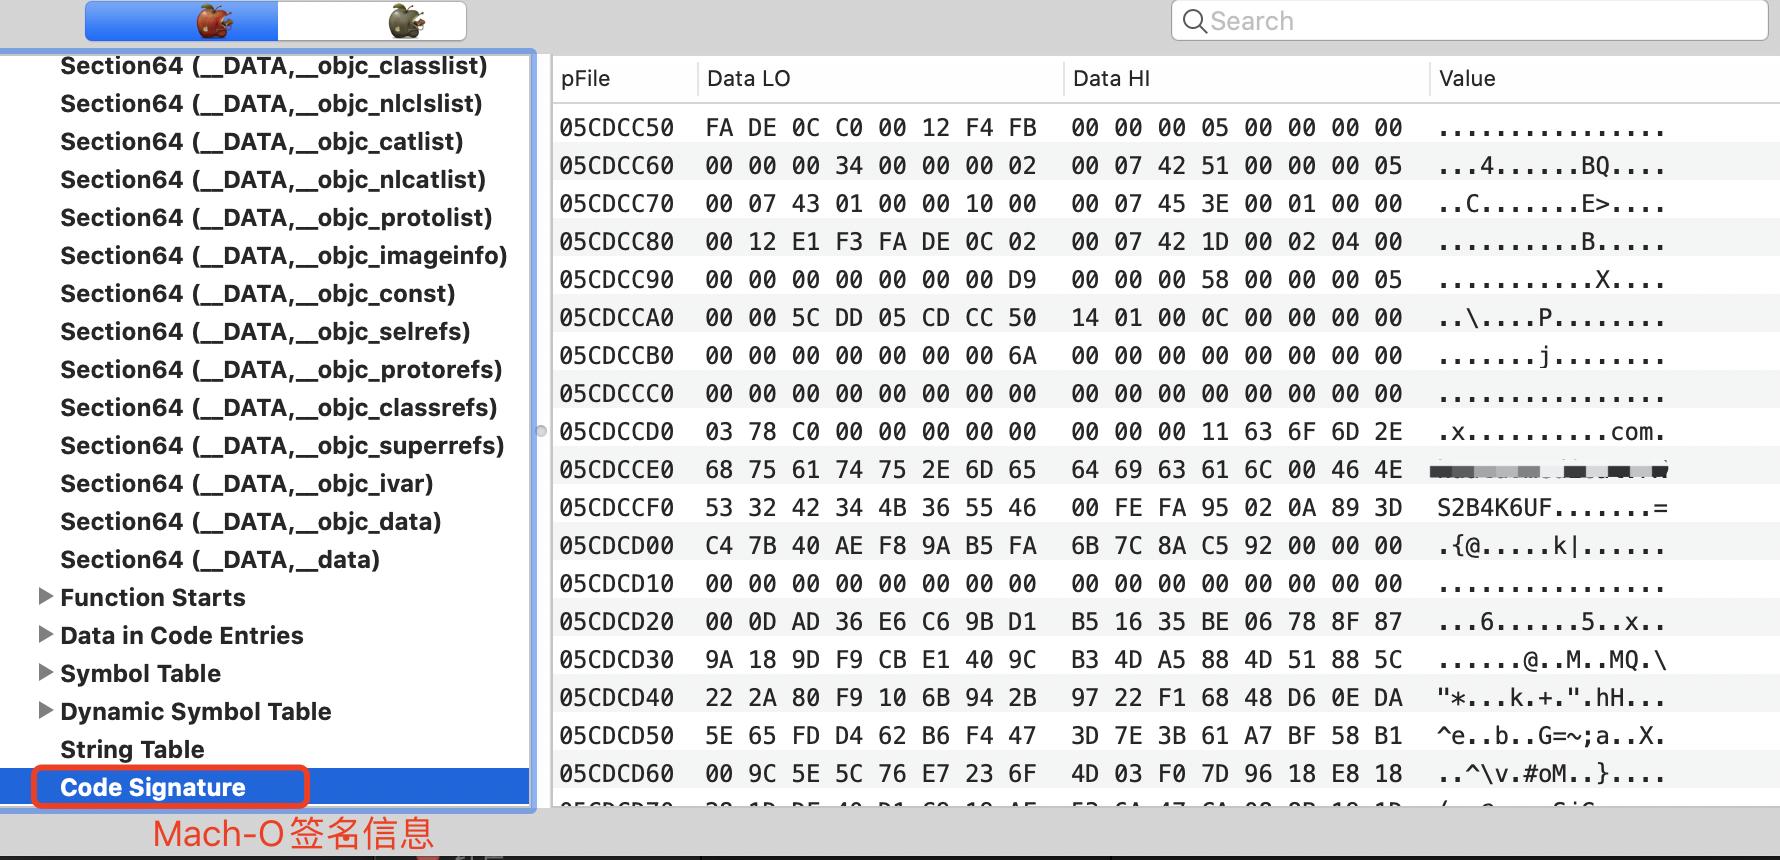 Search
Section64 (__DATA,__objc_classlist)
Section64 (__DATA,__objc_nlclslist)
Section64 (__DATA,__objc_catlist)
Section64 (__DATA,__objc_nlcatlist)
Section64 (__DATA,__objc_protolist)
Section64 (__DATA,__objc_imageinfo)
Section64 (__DATA,__objc_const)
Section64 (__DATA,__objc_selrefs)
Section64 (__DATA,__objc_protorefs)
Section64 (__DATA,__objc_classrefs)
Section64 (__DATA,__objc_superrefs)
Section64 (__DATA,__objc_ivar)
Section64 (__DATA,__objc_data)
Section64 (__DATA,__data)
Function Starts
Data in Code Entries
Symbol Table
Dynamic Symbol Table
String Table
Code Signature
pFile Data LO Data HI Value
05CDCC50 FA DE 0C C0 00 12 F4 FB 00 00 00 05 00 00 00 00 ................
05CDCC60 00 00 00 34 00 00 00 02 00 07 42 51 00 00 00 05 ...4......BQ....
05CDCC70 00 07 43 01 00 00 10 00 00 07 45 3E 00 01 00 00 ..C.......E>....
05CDCC80 00 12 E1 F3 FA DE 0C 02 00 07 42 1D 00 02 04 00 ..........B.....
05CDCC90 00 00 00 00 00 00 00 D9 00 00 00 58 00 00 00 05 ...........X....
05CDCCA0 00 00 5C DD 05 CD CC 50 14 01 00 0C 00 00 00 00 ..\....P........
05CDCCB0 00 00 00 00 00 00 00 6A 00 00 00 00 00 00 00 00 .......j........
05CDCCC0 00 00 00 00 00 00 00 00 00 00 00 00 00 00 00 00 ................
05CDCCD0 03 78 C0 00 00 00 00 00 00 00 00 11 63 6F 6D 2E .x..........com.
05CDCCE0 68 75 61 74 75 2E 6D 65 64 69 63 61 6C 00 46 4E
05CDCCF0 53 32 42 34 4B 36 55 46 00 FE FA 95 02 0A 89 3D S2B4K6UF.......=
05CDCD00 C4 7B 40 AE F8 9A B5 FA 6B 7C 8A C5 92 00 00 00 .{@.....k|......
05CDCD10 00 00 00 00 00 00 00 00 00 00 00 00 00 00 00 00 ................
05CDCD20 00 0D AD 36 E6 C6 9B D1 B5 16 35 BE 06 78 8F 87 ...6......5..x..
05CDCD30 9A 18 9D F9 CB E1 40 9C B3 4D A5 88 4D 51 88 5C ......@..M..MQ.\
05CDCD40 22 2A 80 F9 10 6B 94 2B 97 22 F1 68 48 D6 0E DA "*...k.+.".hH...
05CDCD50 5E 65 FD D4 62 B6 F4 47 3D 7E 3B 61 A7 BF 58 B1 ^e..b..G=~;a..X.
05CDCD60 00 9C 5E 5C 76 E7 23 6F 4D 03 F0 7D 96 18 E8 18 ..^\v.#oM..}....
Mach-O签名信息